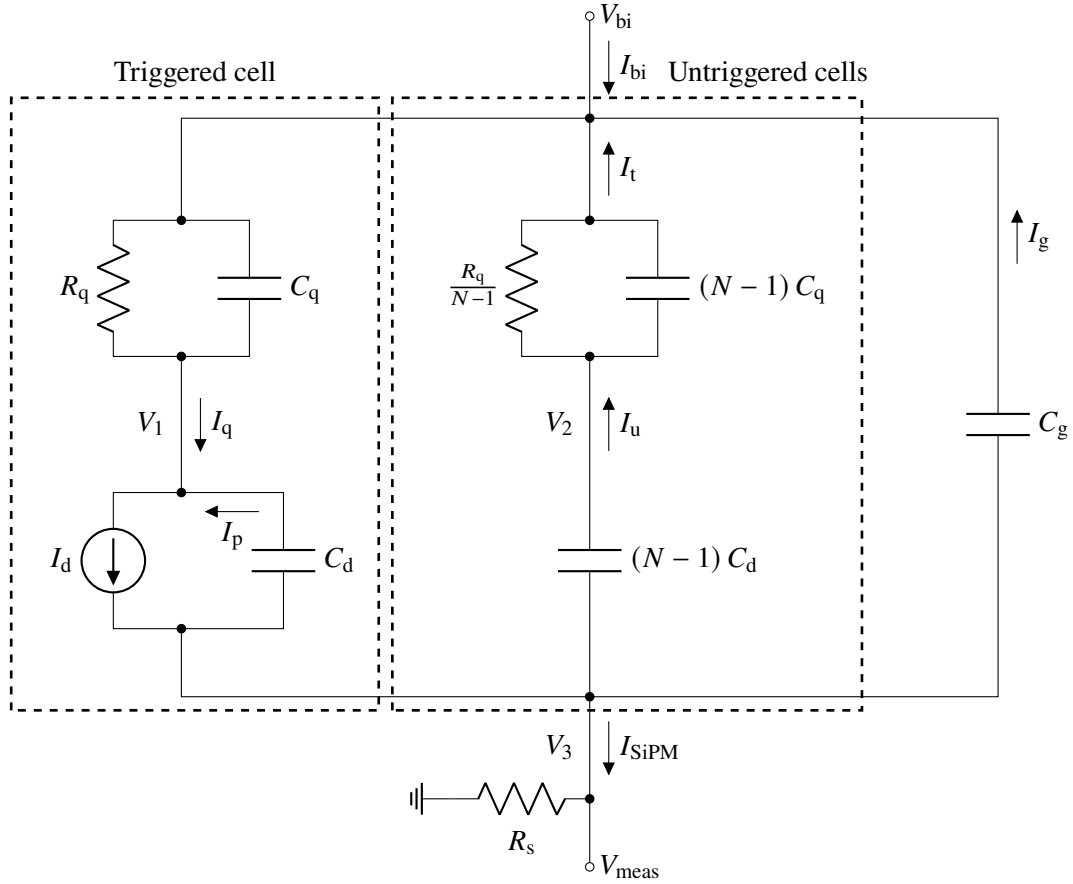 V_bi
I_bi
Triggered cell
Untriggered cells
I_t
I_g
R_q
C_q
R_q/N−1
(N − 1) C_q
V_1
I_q
V_2
I_u
C_g
I_p
I_d
C_d
(N − 1) C_d
V_3
I_SiPM
R_s
V_meas